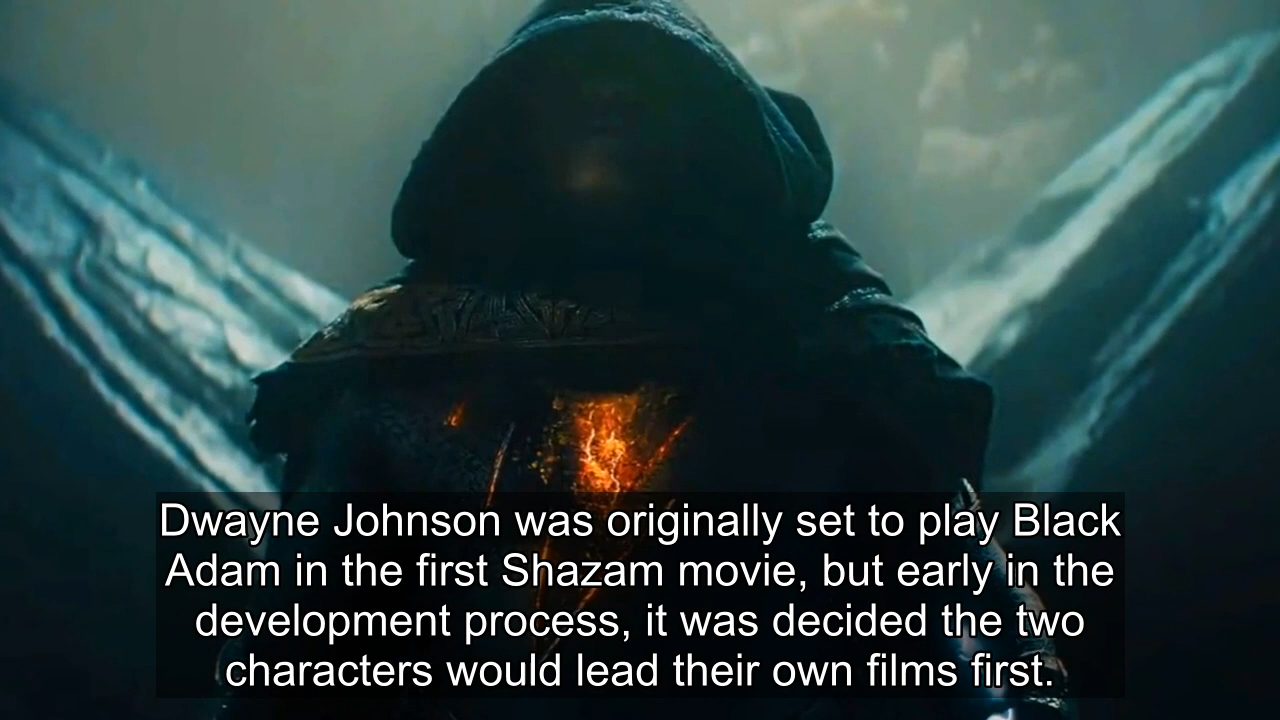 Dwayne Johnson was originally set to play Black
Adam in the first Shazam movie, but early in the
development process, it was decided the two
characters would lead their own films first.